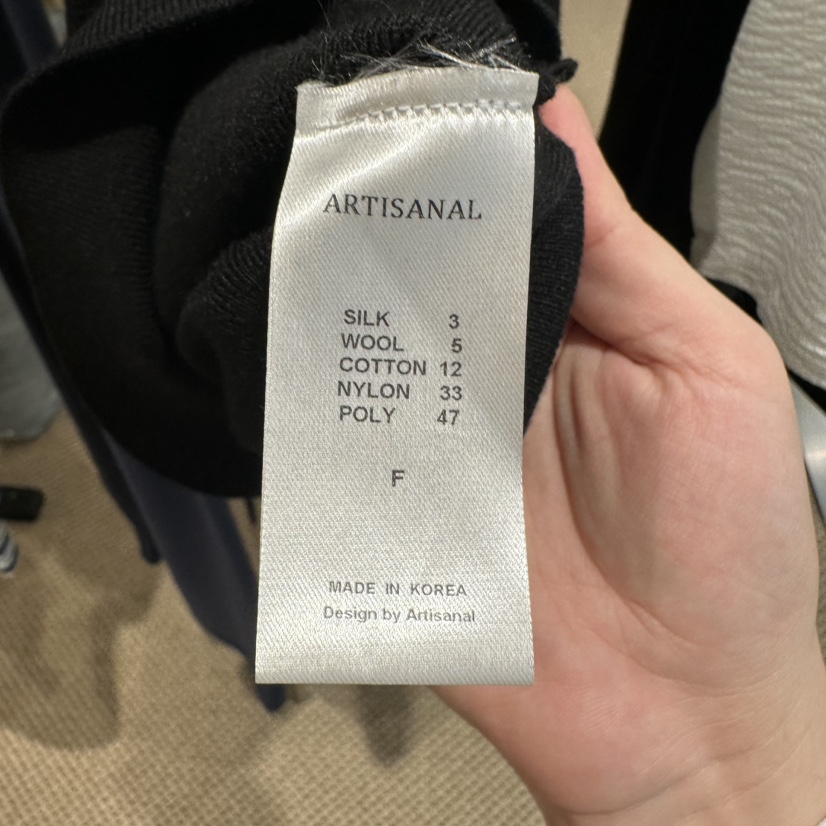 ARTISANAL
SILK 3
WOOL 5
COTTON 12
NYLON 33
POLY 47
F
MADE IN KOREA
Design by Artisanal